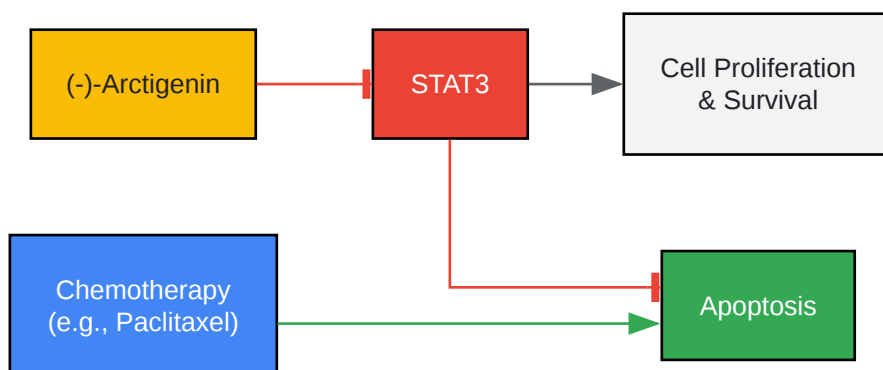 (-)-Arctigenin
STAT3
Cell Proliferation
& Survival
Chemotherapy
(e.g., Paclitaxel)
Apoptosis